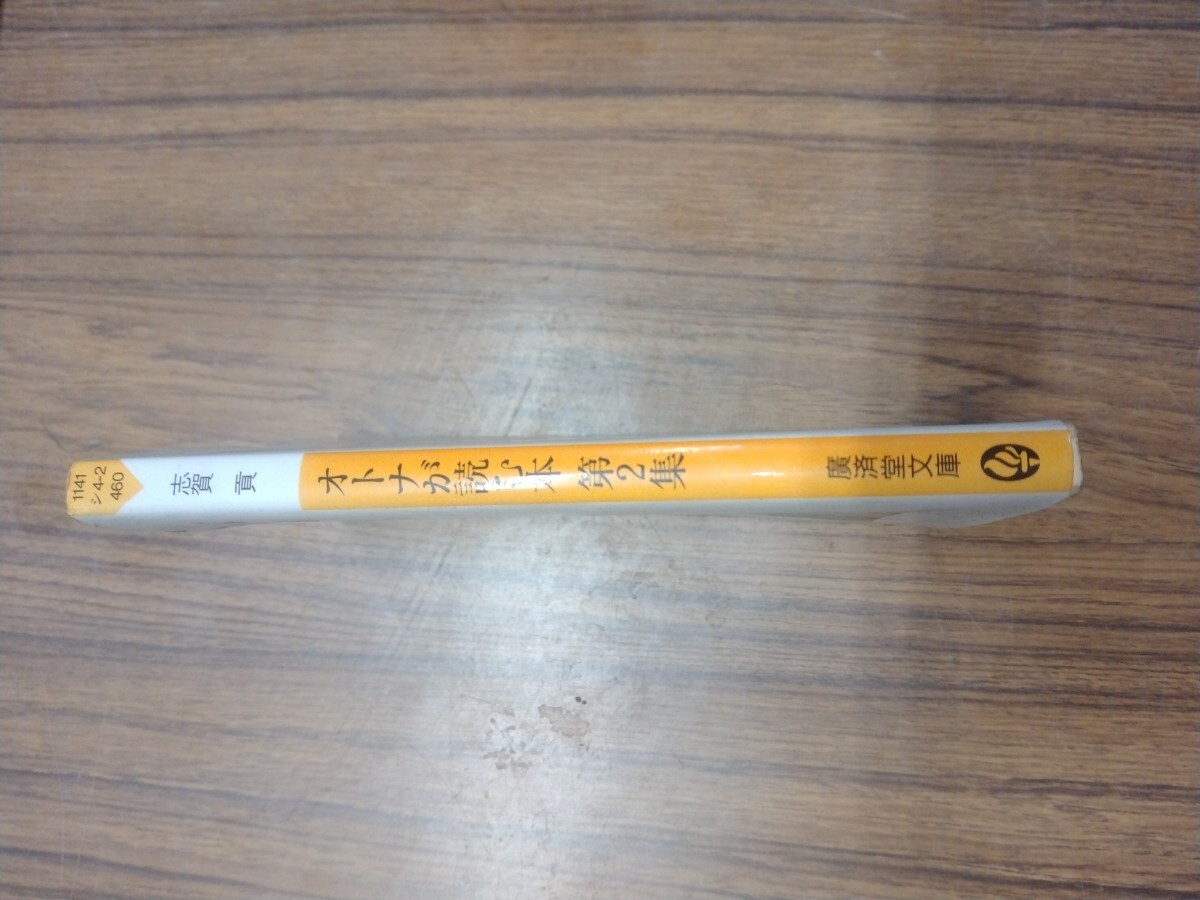 1141
シ4-2
460
志賀 貢
オトナが読む本 第2集
廣済堂文庫